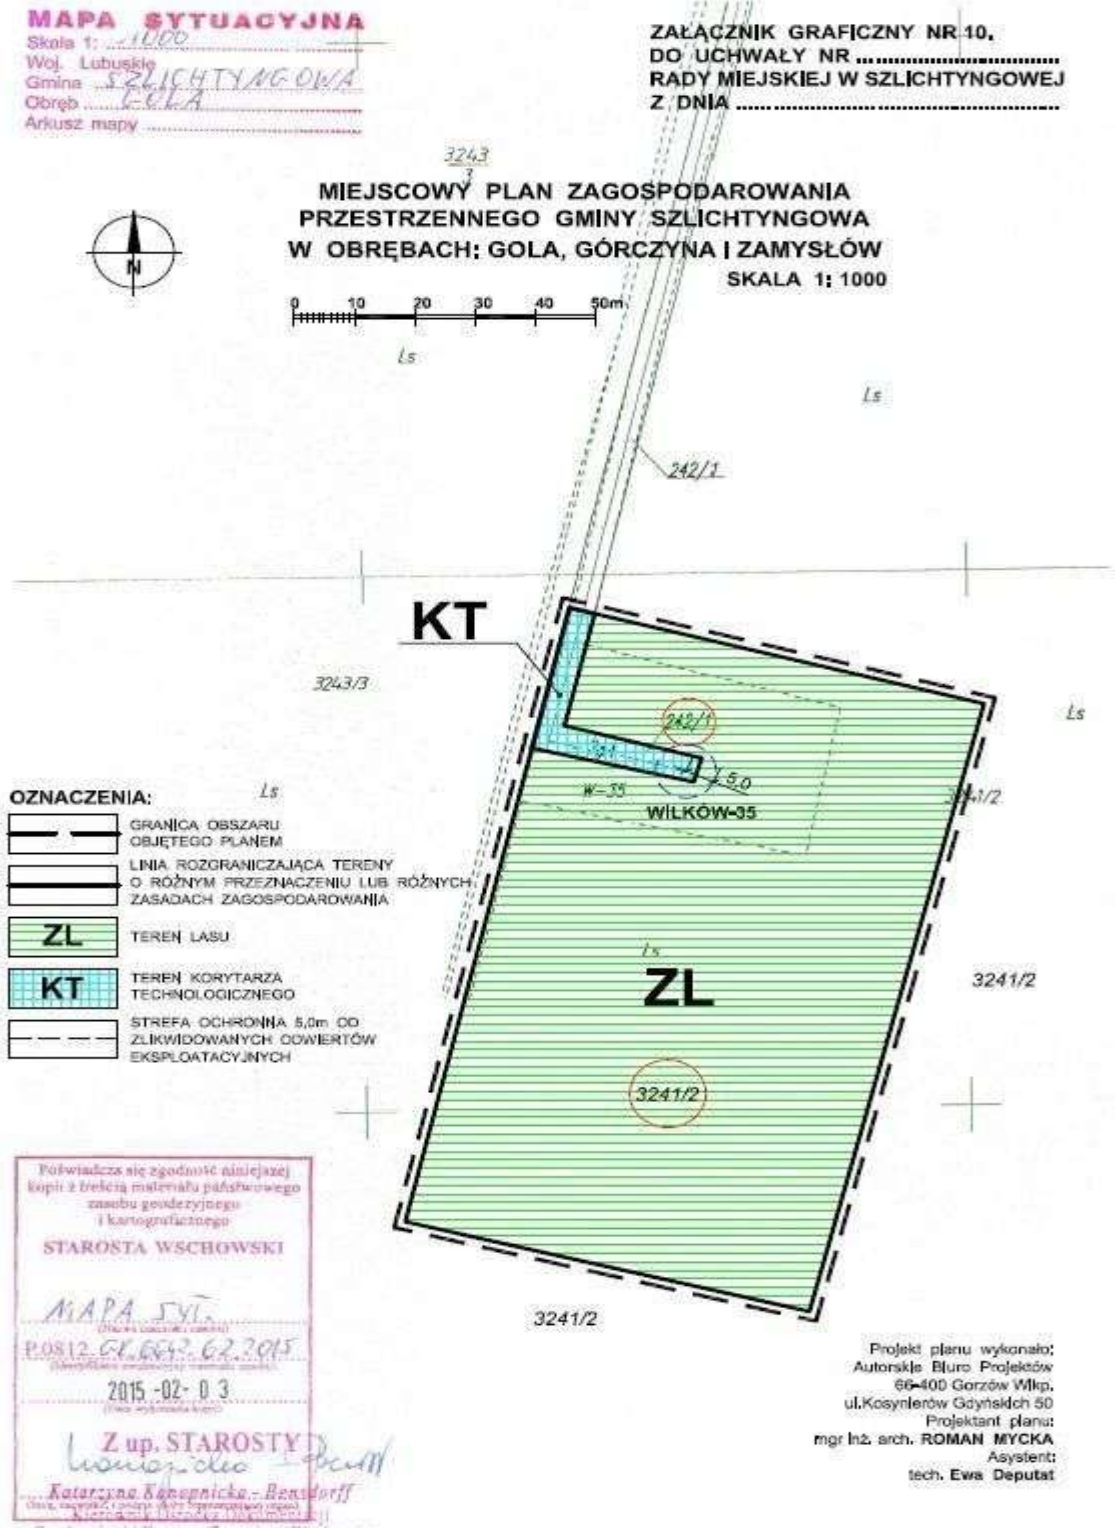 MAPA SYTUACYJNA
Skala 1: 1000
Woj. Lubuskie
Gmina SZLICHTYNGOWA
Obręb GOLA
Arkusz mapy
ZAŁĄCZNIK GRAFICZNY NR 10,
DO UCHWAŁY NR
RADY MIEJSKIEJ W SZLICHTYNGOWEJ
Z DNIA
3243
3
MIEJSCOWY PLAN ZAGOSPODAROWANIA
PRZESTRZENNEGO GMINY SZLICHTYNGOWA
W OBRĘBACH: GOLA, GÓRCZYNA I ZAMYSŁÓW
SKALA 1: 1000
N
0 10 20 30 40 50m
Ls
Ls
242/1
KT
3243/3
Ls
242/1
5,0
W-35
WILKÓW-35
3241/2
Ls
OZNACZENIA:
GRANICA OBSZARU
OBJĘTEGO PLANEM
LINIA ROZGRANICZAJĄCA TERENY
O RÓŻNYM PRZEZNACZENIU LUB RÓŻNYCH
ZASADACH ZAGOSPODAROWANIA
ZL
TEREN LASU
KT
TEREN KORYTARZA
TECHNOLOGICZNEGO
STREFA OCHRONNA 5,0m OD
ZLIKWIDOWANYCH ODWIERTÓW
EKSPLOATACYJNYCH
Ls
ZL
3241/2
3241/2
3241/2
Poświadcza się zgodność niniejszej
kopii z treścią materiału państwowego
zasobu geodezyjnego
i kartograficznego
STAROSTA WSCHOWSKI
MAPA SYT.
P.0812.GK.6642.62.2015
2015 -02- 03
Z up. STAROSTY
Katarzyna Konopnicka - Bensdorff
Projekt planu wykonało:
Autorskie Biuro Projektów
66-400 Gorzów Wlkp.
ul.Kosynierów Gdyńskich 50
Projektant planu:
mgr inż. arch. ROMAN MYCKA
Asystent:
tech. Ewa Deputat